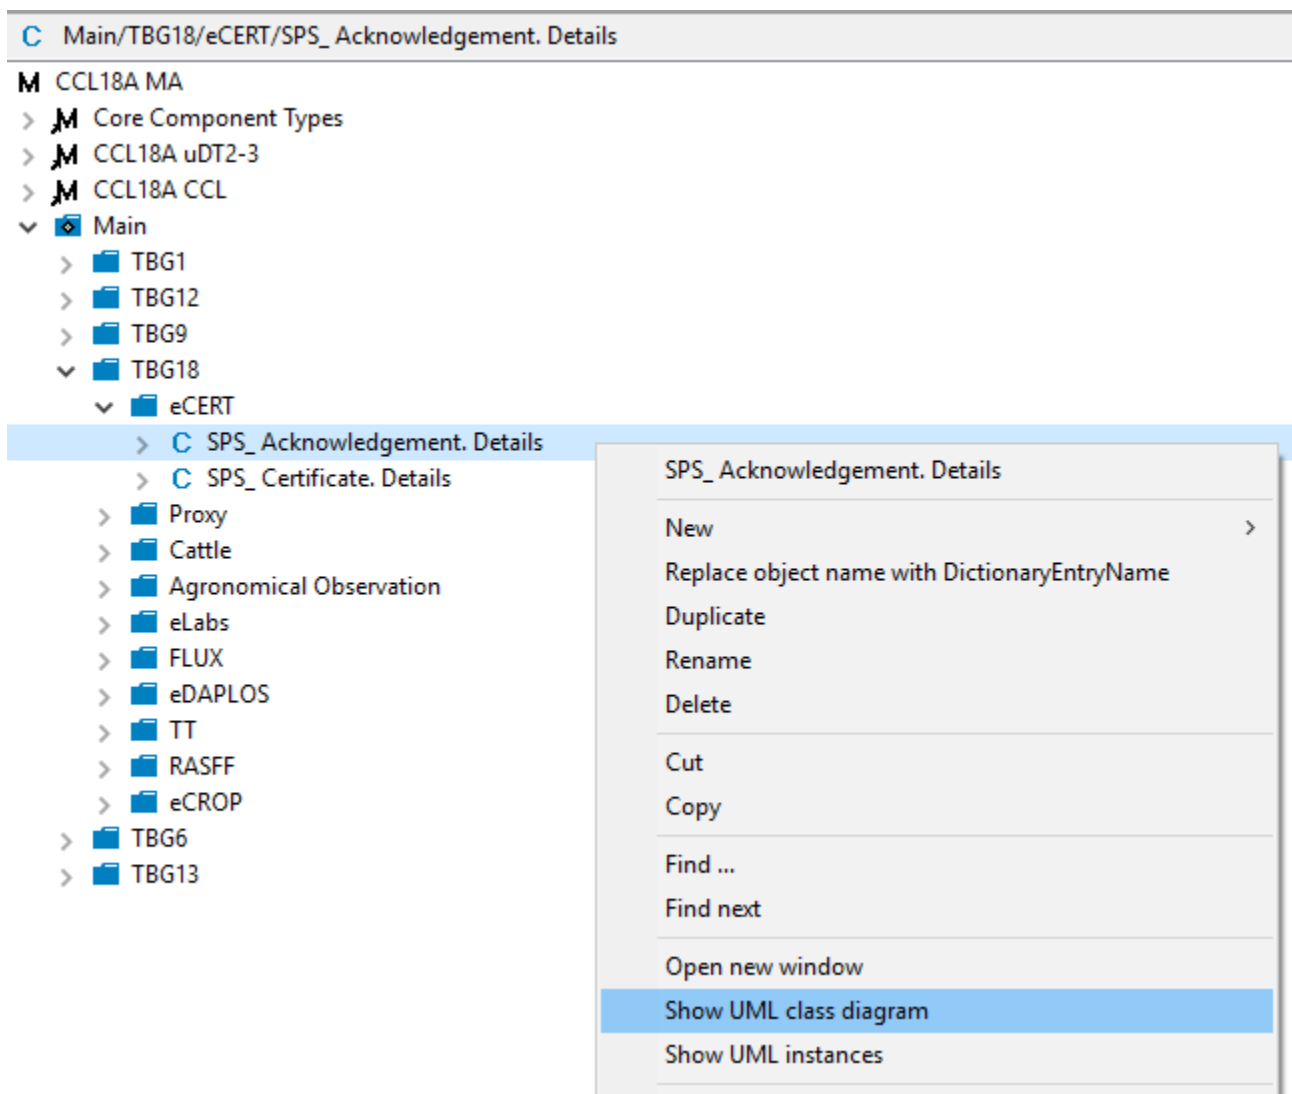 C Main/TBG18/eCERT/SPS_ Acknowledgement. Details
M CCL18A MA
M Core Component Types
M CCL18A uDT2-3
M CCL18A CCL
Main
TBG1
TBG12
TBG9
TBG18
eCERT
C SPS_ Acknowledgement. Details
C SPS_ Certificate. Details
Proxy
Cattle
Agronomical Observation
eLabs
FLUX
eDAPLOS
TT
RASFF
eCROP
TBG6
TBG13
SPS_ Acknowledgement. Details
New
Replace object name with DictionaryEntryName
Duplicate
Rename
Delete
Cut
Copy
Find ...
Find next
Open new window
Show UML class diagram
Show UML instances